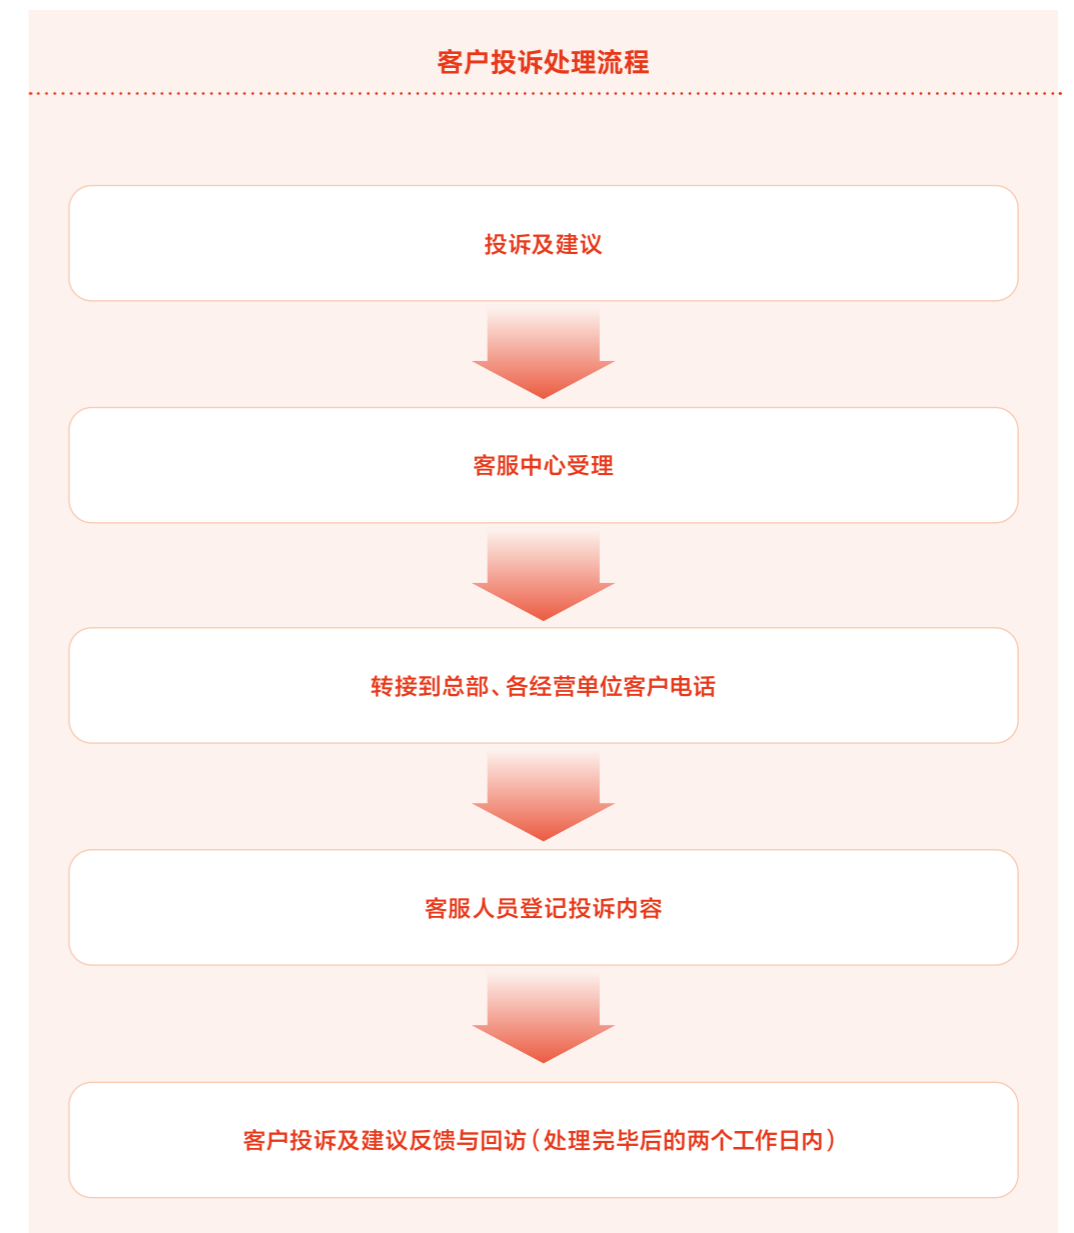 客户投诉处理流程
投诉及建议
客服中心受理
转接到总部、各经营单位客户电话
客服人员登记投诉内容
客户投诉及建议反馈与回访（处理完毕后的两个工作日内）